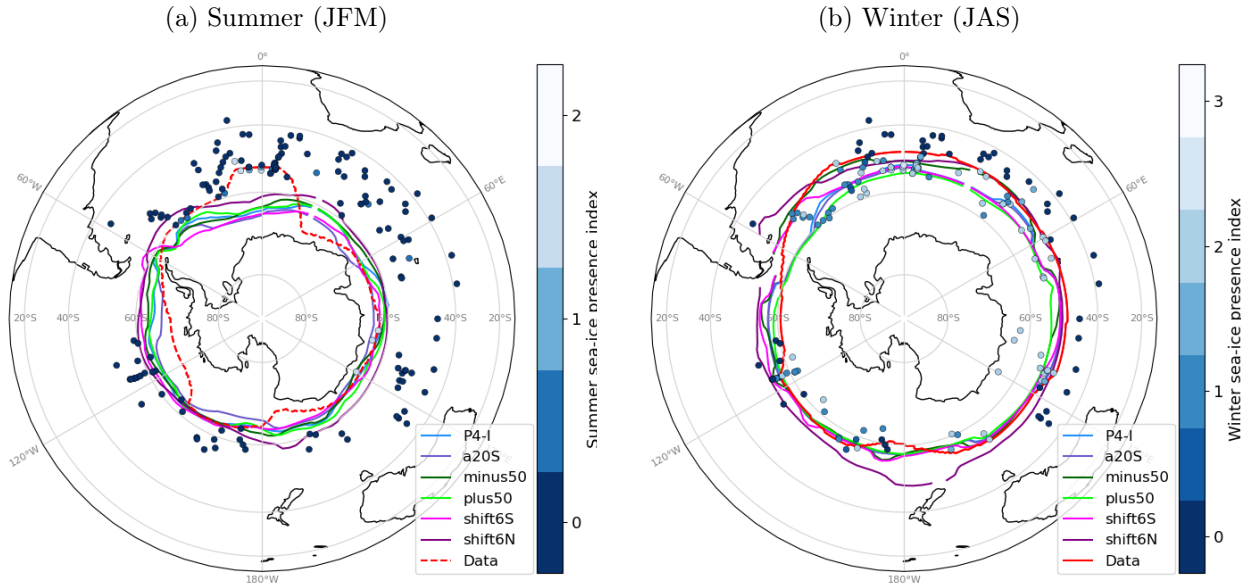 (a) Summer (JFM)
0°
60°W
60°E
20°S
40°S
60°S
80°S
80°S
60°S
40°S
20°S
120°W
180°W
P4-I
a20S
minus50
plus50
shift6S
shift6N
Data
2
1
0
Summer sea-ice presence index
(b) Winter (JAS)
0°
60°W
60°E
20°S
40°S
60°S
80°S
80°S
60°S
40°S
20°S
120°W
180°W
P4-I
a20S
minus50
plus50
shift6S
shift6N
Data
3
2
1
0
Winter sea-ice presence index